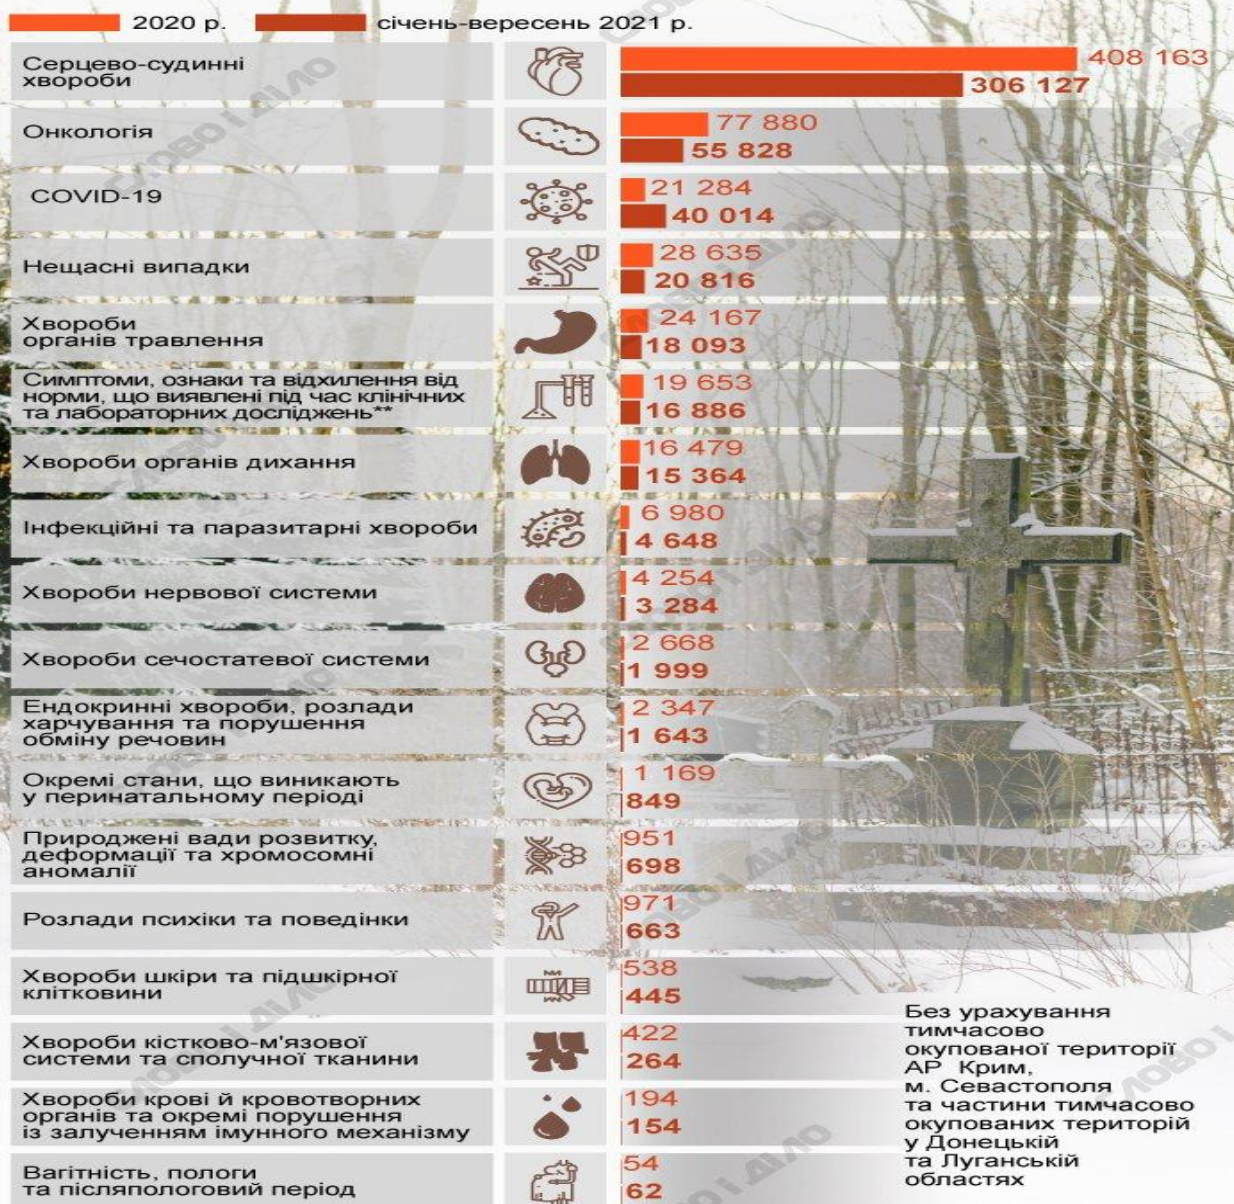 2020 р. січень-вересень 2021 р.
Серцево-судинні
хвороби
408 163
306 127
Онкологія
77 880
55 828
COVID-19
21 284
40 014
Нещасні випадки
28 635
20 816
Хвороби
органів травлення
24 167
18 093
Симптоми, ознаки та відхилення від
норми, що виявлені під час клінічних
та лабораторних досліджень**
19 653
16 886
Хвороби органів дихання
16 479
15 364
Інфекційні та паразитарні хвороби
6 980
4 648
Хвороби нервової системи
4 254
3 284
Хвороби сечостатевої системи
2 668
1 999
Ендокринні хвороби, розлади
харчування та порушення
обміну речовин
2 347
1 643
Окремі стани, що виникають
у перинатальному періоді
1 169
849
Природжені вади розвитку,
деформації та хромосомні
аномалії
951
698
Розлади психіки та поведінки
971
663
Хвороби шкіри та підшкірної
клітковини
538
445
Хвороби кістково-м'язової
системи та сполучної тканини
422
264
Хвороби крові й кровотворних
органів та окремі порушення
із залученням імунного механізму
194
154
Вагітність, пологи
та післяпологовий період
54
62
Без урахування
тимчасово
окупованої території
АР Крим,
м. Севастополя
та частини тимчасово
окупованих територій
у Донецькій
та Луганській
областях
СЛОВО І ДІЛО